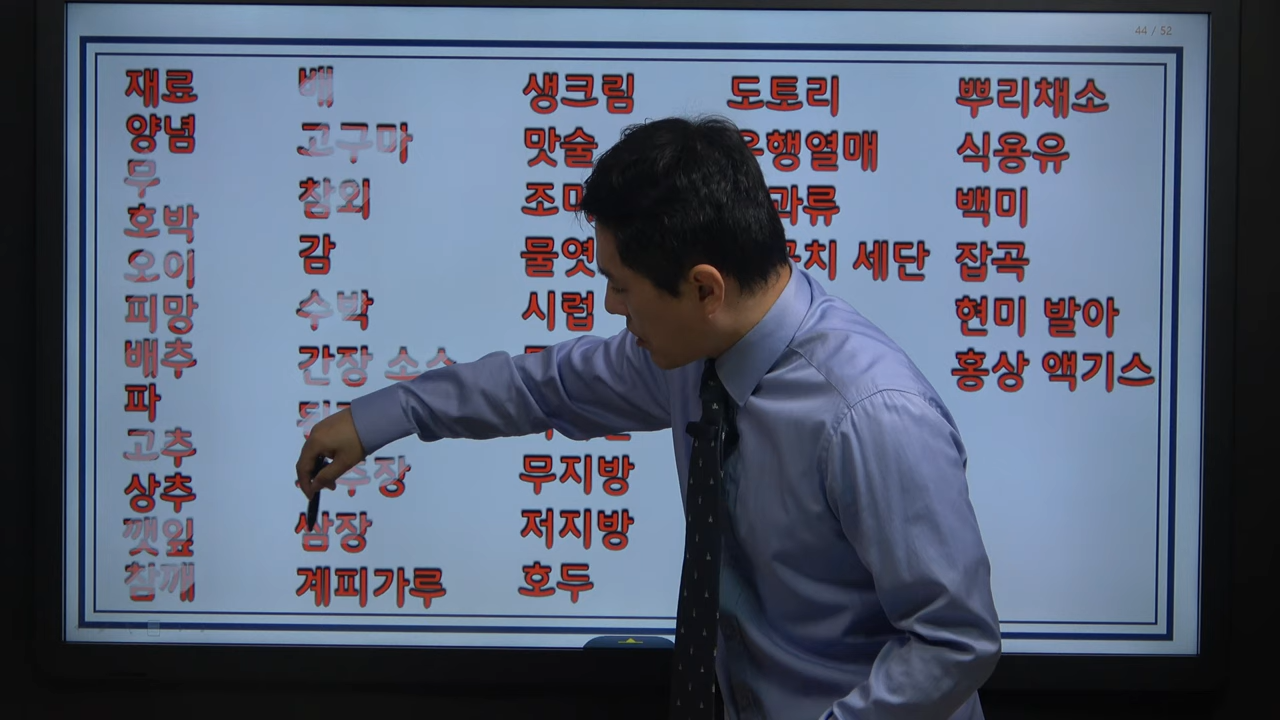 44 / 52
재료
양념
무
호박
오이
피망
배추
파
고추
상추
깻잎
참깨
배
고구마
참외
감
수박
간장 소스
쌈장
계피가루
생크림
맛술
물엿
시럽
무지방
저지방
호두
도토리
뿌리채소
식용유
백미
잡곡
현미 발아
홍상 액기스
세단